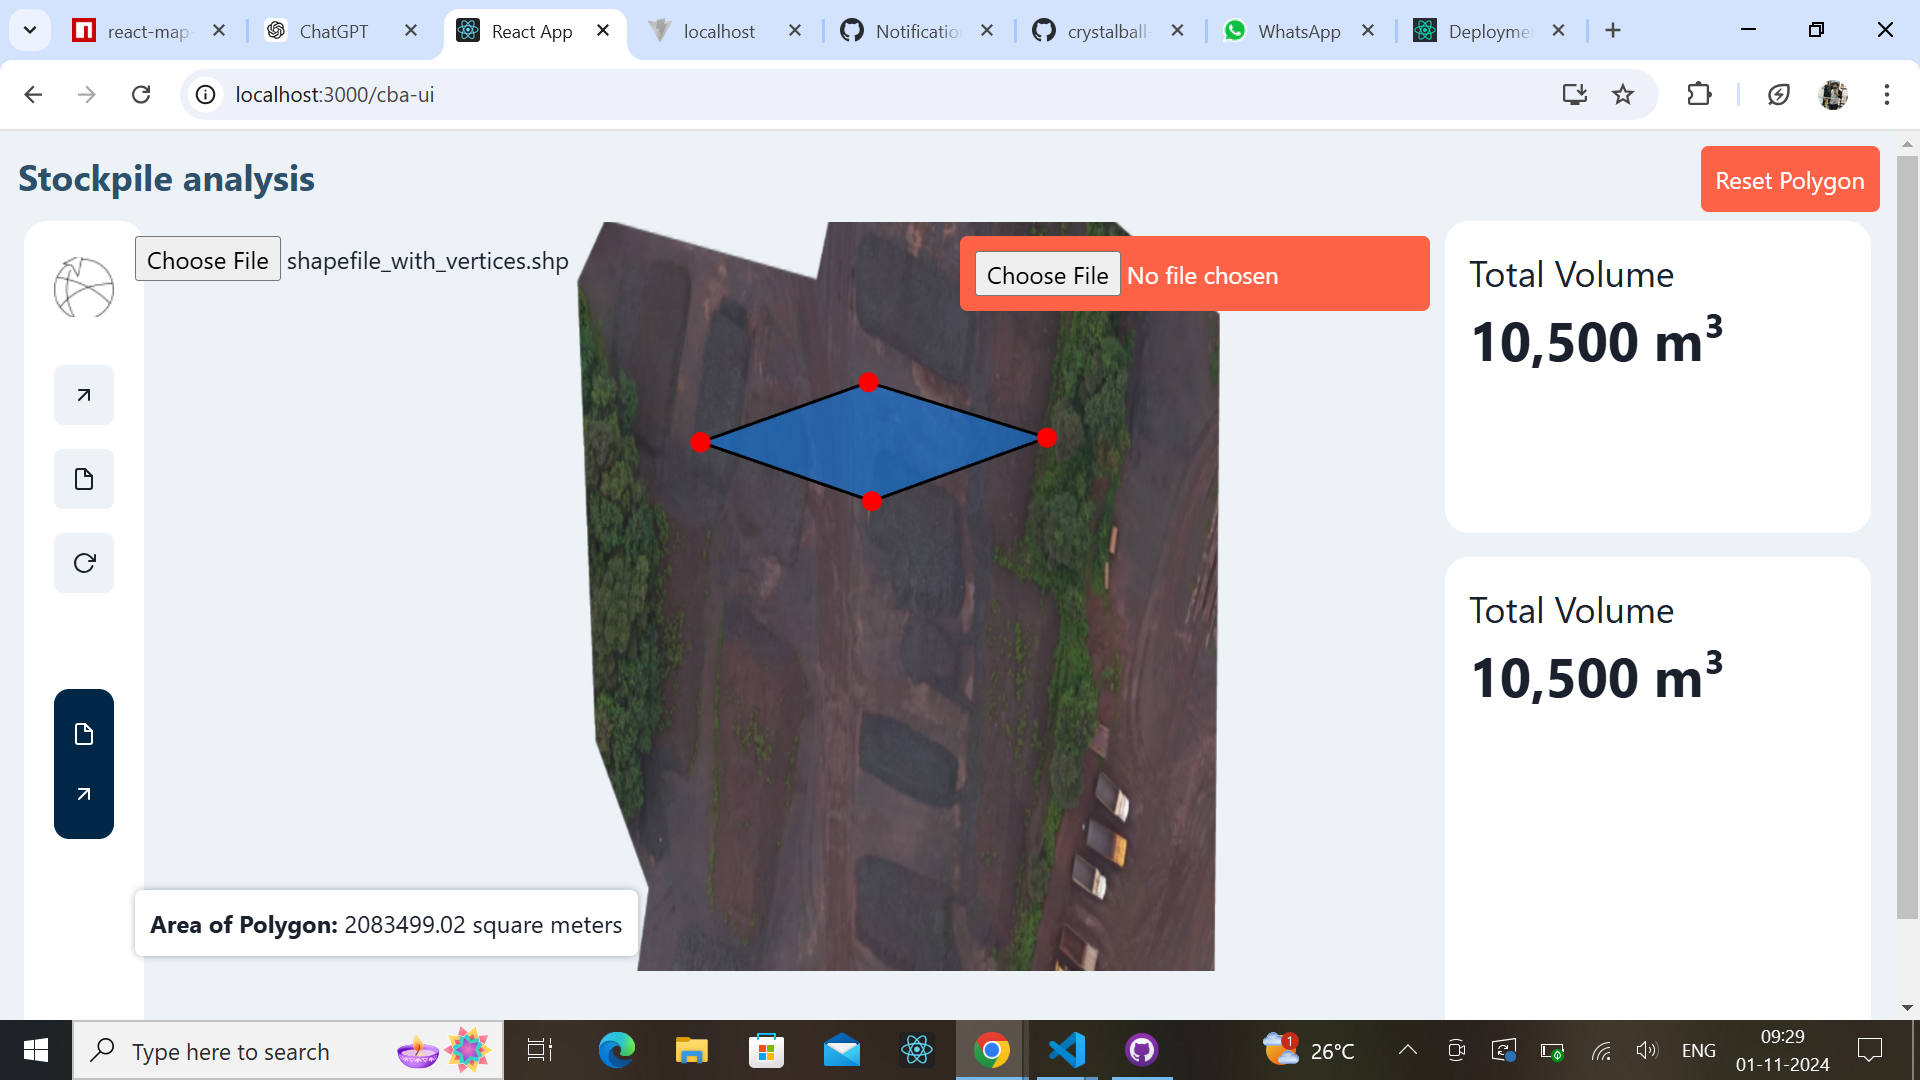 react-map-
ChatGPT
React App
localhost
Notificatio
crystalball-
WhatsApp
Deployme
localhost:3000/cba-ui
Stockpile analysis
Reset Polygon
Choose File shapefile_with_vertices.shp
Choose File No file chosen
Total Volume
10,500 m³
Total Volume
10,500 m³
Area of Polygon: 2083499.02 square meters
Type here to search
1
26°C
ENG
09:29
01-11-2024